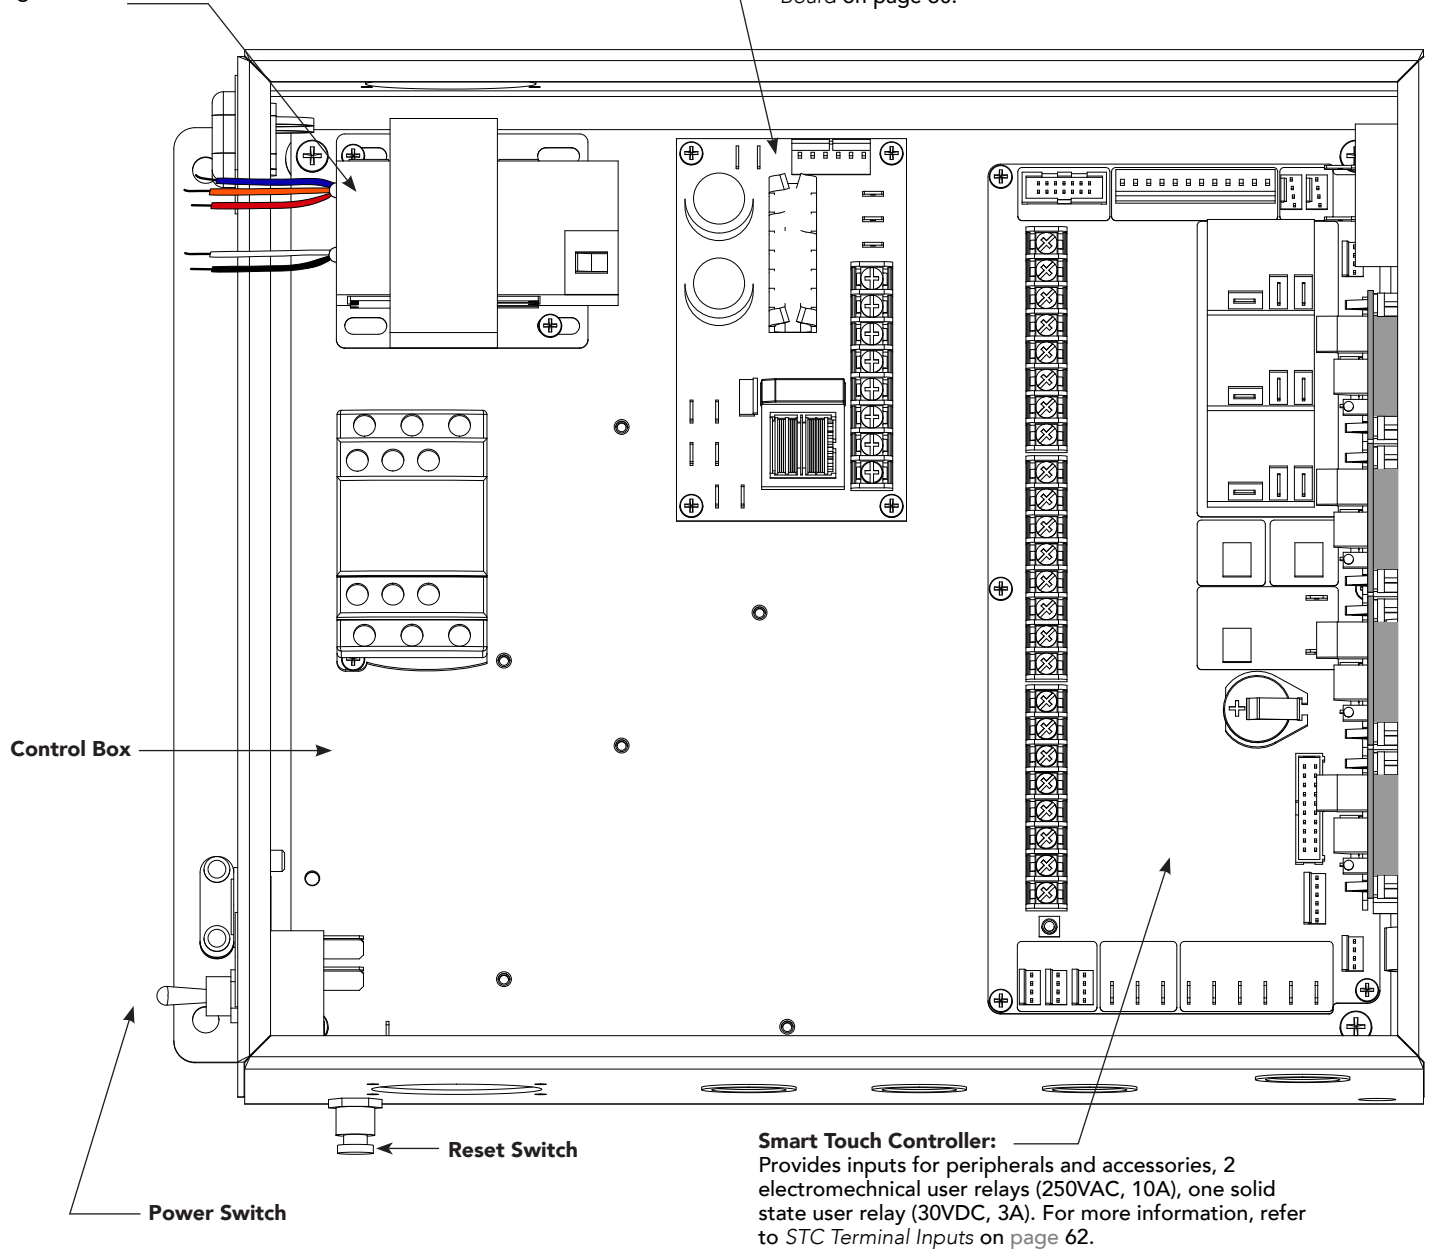 Board on page 60.
Control Box
Reset Switch
Power Switch
Smart Touch Controller:
Provides inputs for peripherals and accessories, 2
electromechnical user relays (250VAC, 10A), one solid
state user relay (30VDC, 3A). For more information, refer
to STC Terminal Inputs on page 62.